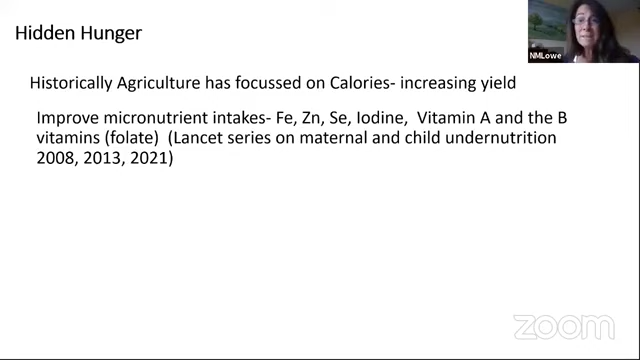 Hidden Hunger
NMLowe
Historically Agriculture has focussed on Calories- increasing yield
Improve micronutrient intakes- Fe, Zn, Se, Iodine, Vitamin A and the B
vitamins (folate) (Lancet series on maternal and child undernutrition
2008, 2013, 2021)
zoom